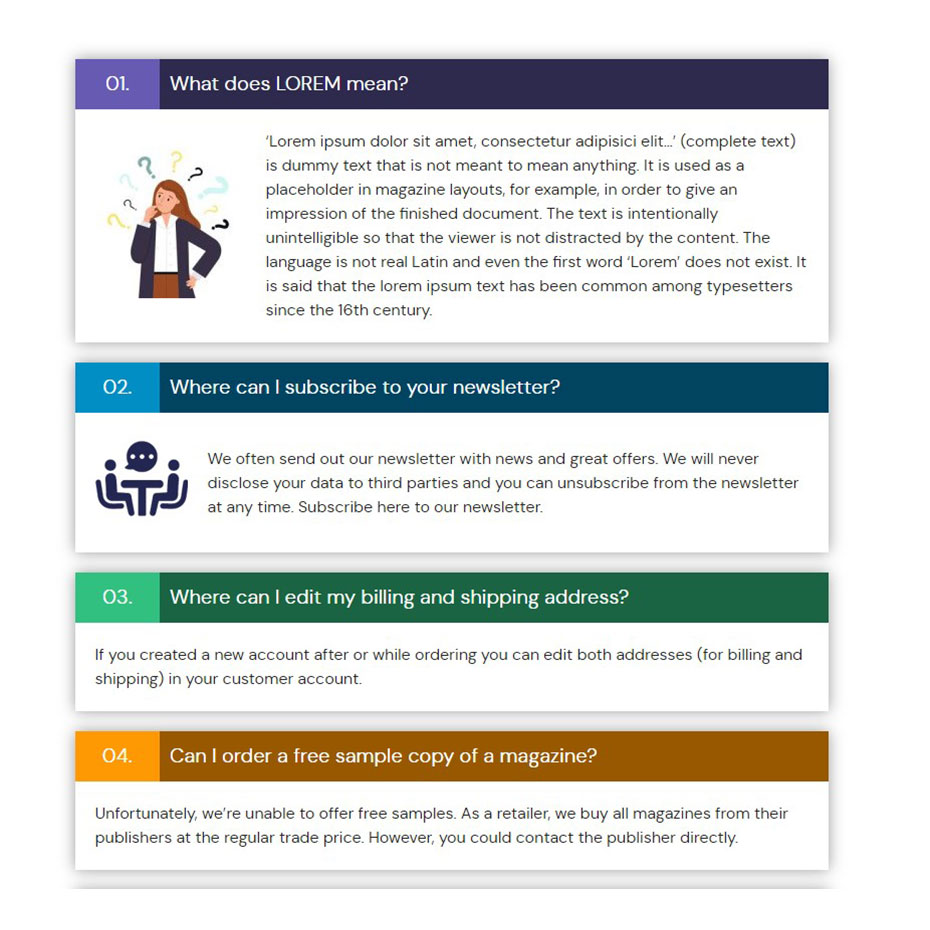 01. What does LOREM mean?
‘Lorem ipsum dolor sit amet, consectetur adipisici elit…’ (complete text)
is dummy text that is not meant to mean anything. It is used as a
placeholder in magazine layouts, for example, in order to give an
impression of the finished document. The text is intentionally
unintelligible so that the viewer is not distracted by the content. The
language is not real Latin and even the first word ‘Lorem’ does not exist. It
is said that the lorem ipsum text has been common among typesetters
since the 16th century.
02. Where can I subscribe to your newsletter?
We often send out our newsletter with news and great offers. We will never
disclose your data to third parties and you can unsubscribe from the newsletter
at any time. Subscribe here to our newsletter.
03. Where can I edit my billing and shipping address?
If you created a new account after or while ordering you can edit both addresses (for billing and
shipping) in your customer account.
04. Can I order a free sample copy of a magazine?
Unfortunately, we’re unable to offer free samples. As a retailer, we buy all magazines from their
publishers at the regular trade price. However, you could contact the publisher directly.